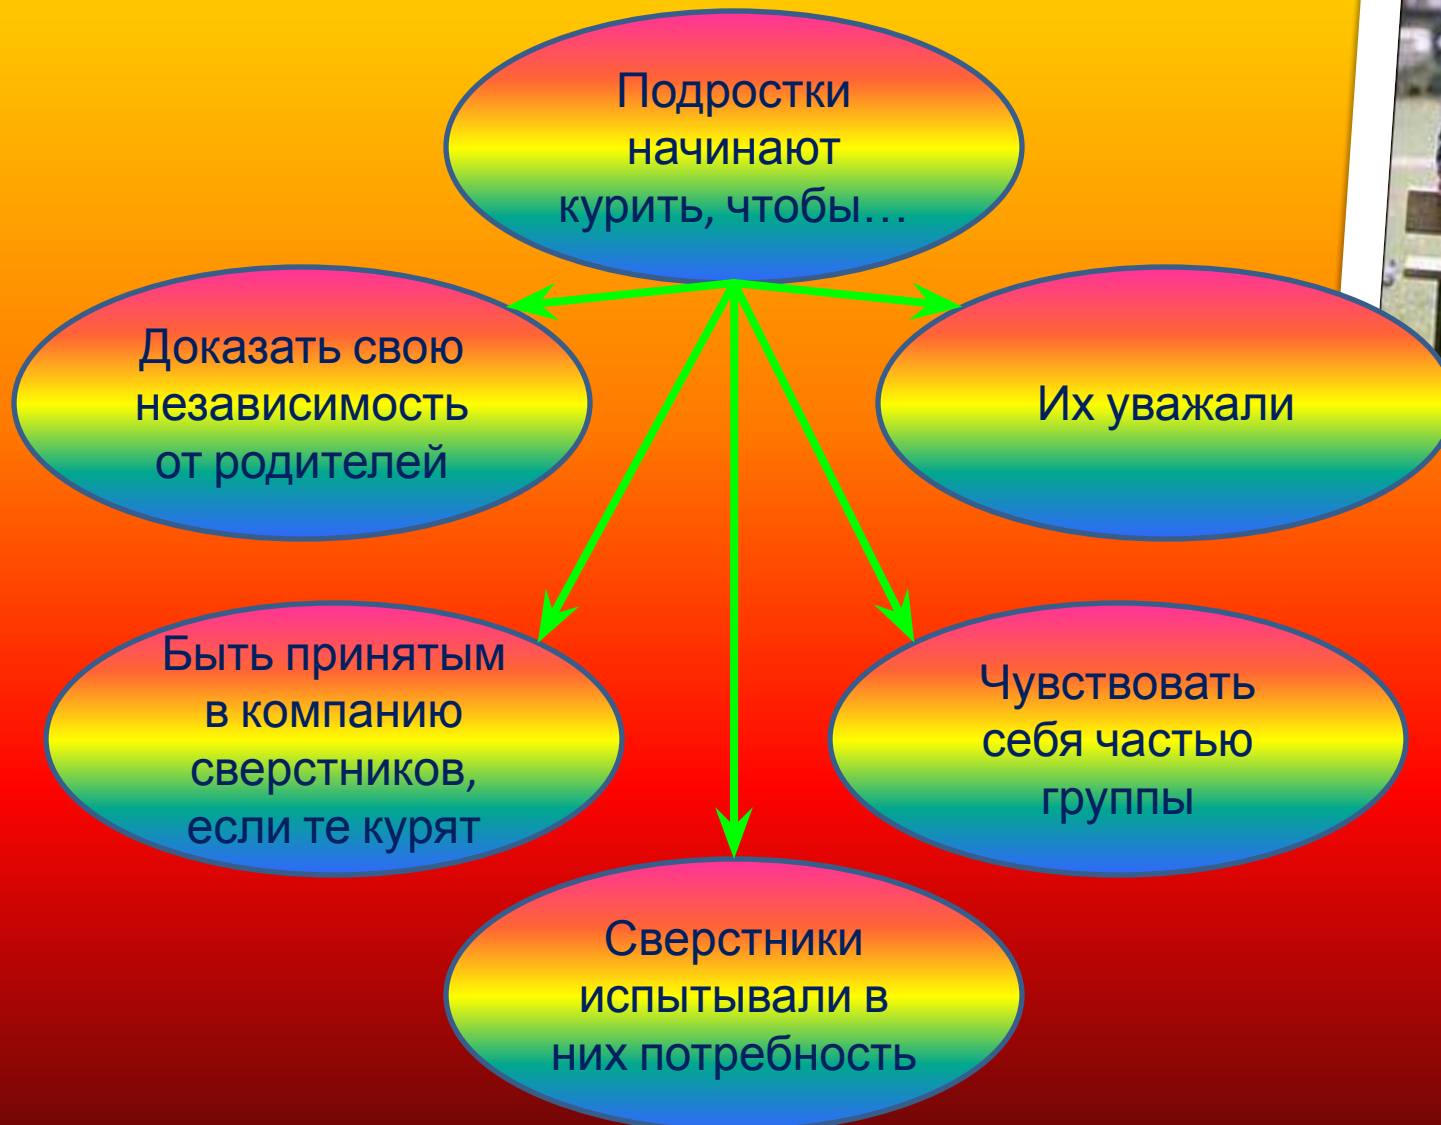 Подростки
начинают
курить, чтобы…
Доказать свою
независимость
от родителей
Их уважали
Быть принятым
в компанию
сверстников,
если те курят
Чувствовать
себя частью
группы
Сверстники
испытывали в
них потребность